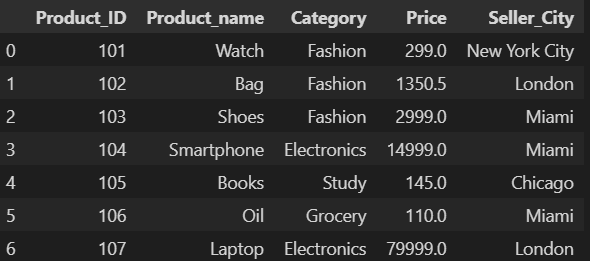 Product_ID Product_name Category Price Seller_City
0 101 Watch Fashion 299.0 New York City
1 102 Bag Fashion 1350.5 London
2 103 Shoes Fashion 2999.0 Miami
3 104 Smartphone Electronics 14999.0 Miami
4 105 Books Study 145.0 Chicago
5 106 Oil Grocery 110.0 Miami
6 107 Laptop Electronics 79999.0 London